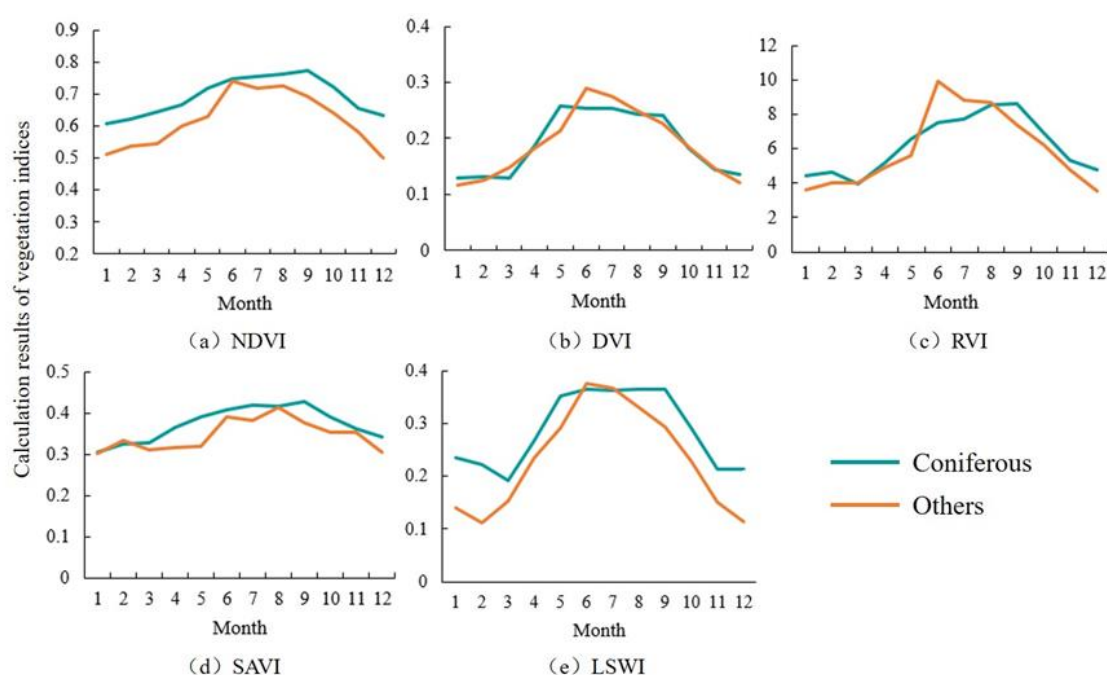 Calculation results of vegetation indices
0.9
0.8
0.7
0.6
0.5
0.4
0.3
0.2
1 2 3 4 5 6 7 8 9 10 11 12
Month
（a）NDVI
0.4
0.3
0.2
0.1
0
1 2 3 4 5 6 7 8 9 10 11 12
Month
（b）DVI
12
10
8
6
4
2
0
1 2 3 4 5 6 7 8 9 10 11 12
Month
（c）RVI
0.5
0.4
0.3
0.2
0.1
0
1 2 3 4 5 6 7 8 9 10 11 12
Month
（d）SAVI
0.4
0.3
0.2
0.1
0
1 2 3 4 5 6 7 8 9 10 11 12
Month
（e）LSWI
Coniferous
Others